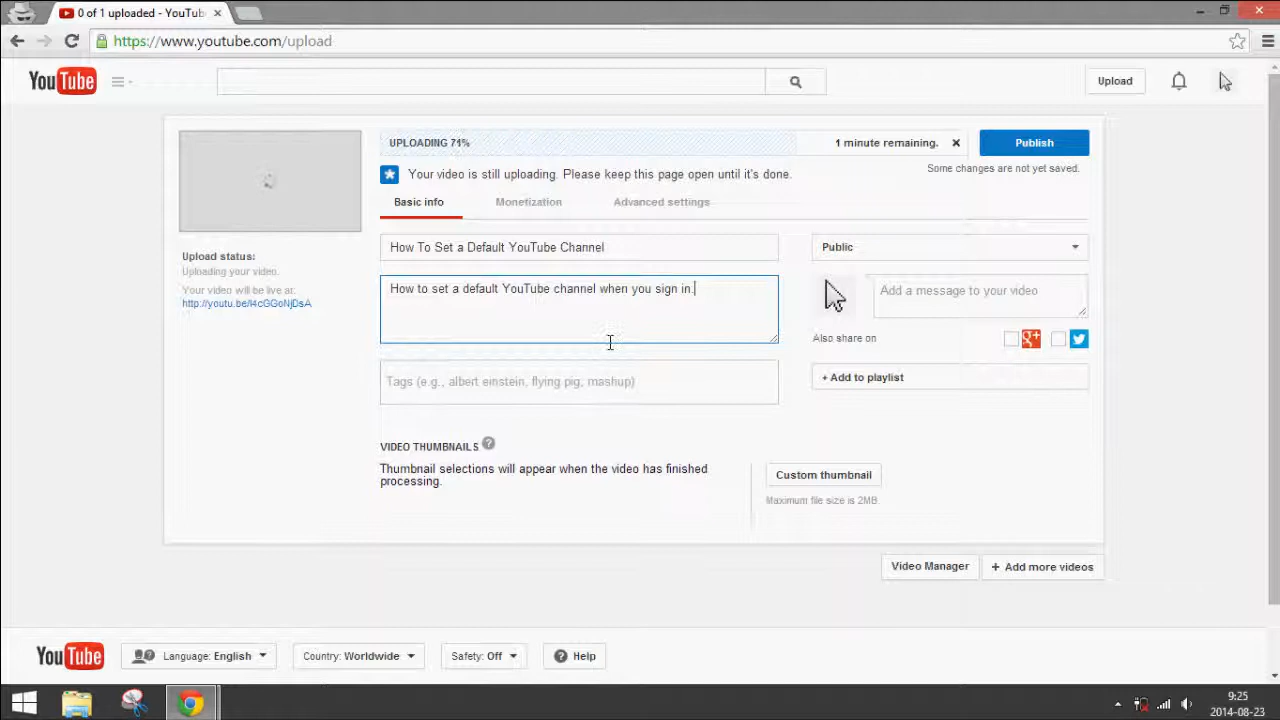 0 of 1 uploaded - YouTub
https://www.youtube.com/upload
YouTube
Upload
UPLOADING 71%
1 minute remaining.
Publish
Your video is still uploading. Please keep this page open until it's done.
Some changes are not yet saved.
Basic info
Monetization
Advanced settings
How To Set a Default YouTube Channel
Public
Upload status:
Uploading your video.
Your video will be live at:
How to set a default YouTube channel when you sign in.
Add a message to your video
Also share on
Tags (e.g., albert einstein, flying pig, mashup)
+ Add to playlist
VIDEO THUMBNAILS ?
Thumbnail selections will appear when the video has finished
processing.
Custom thumbnail
Maximum file size is 2MB.
Video Manager
+ Add more videos
YouTube
Language: English
Country: Worldwide
Safety: Off
Help
9:25
2014-08-23